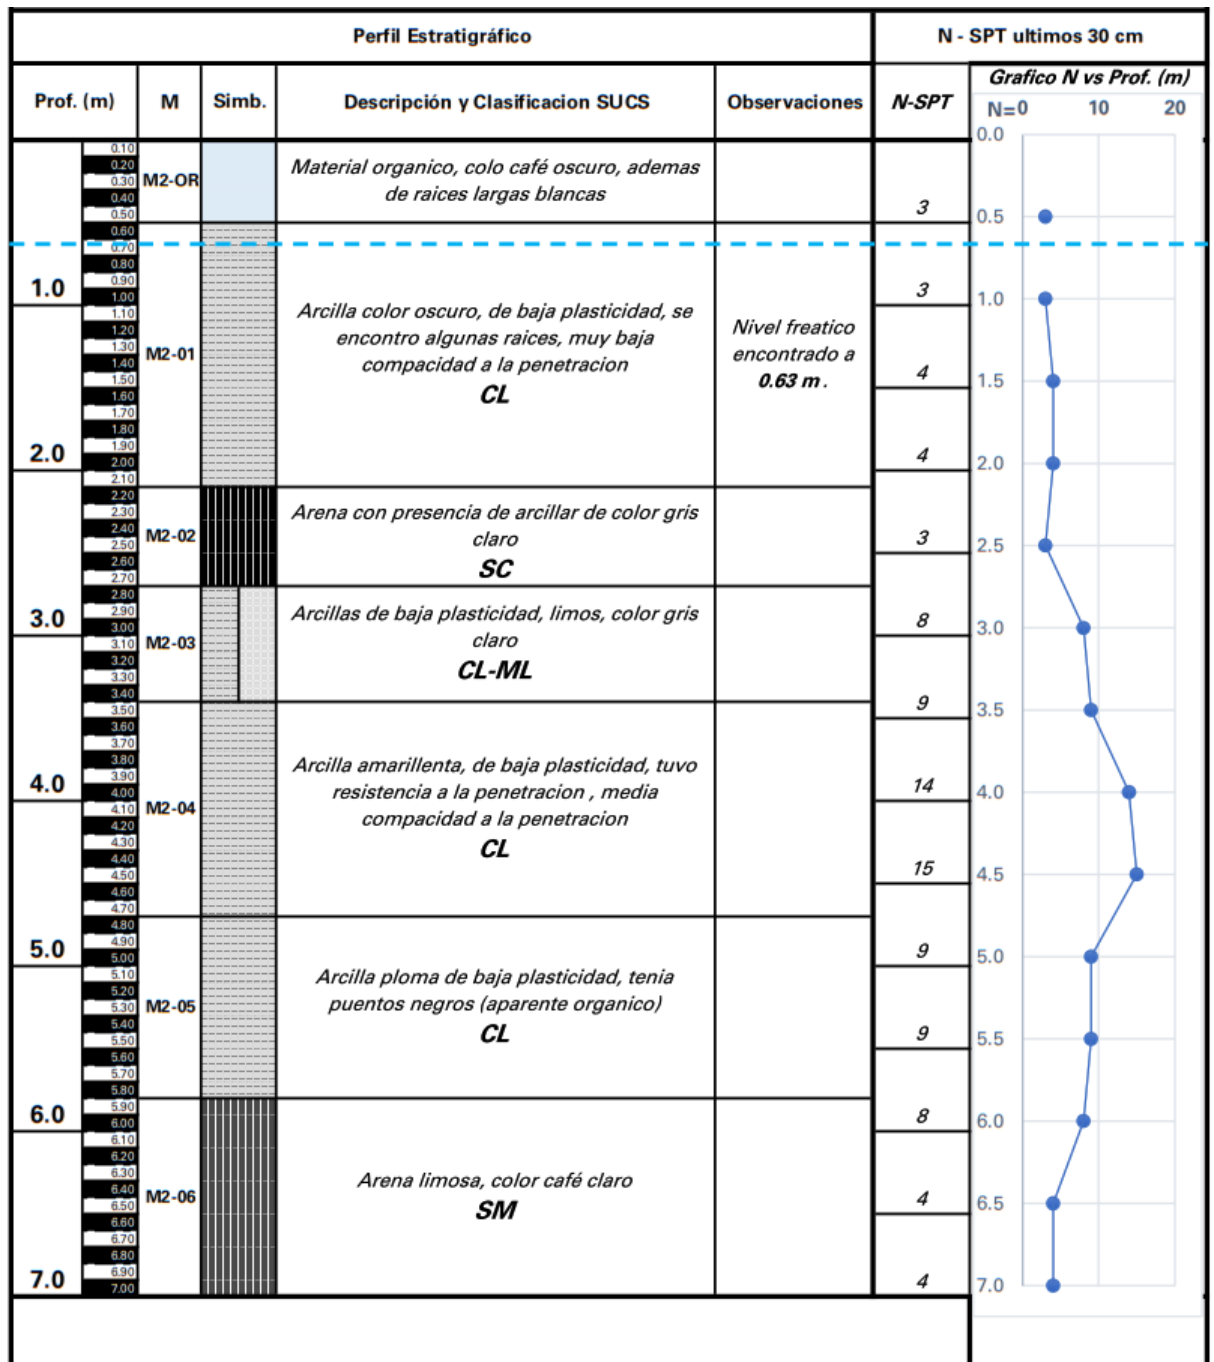 Perfil Estratigráfico
N - SPT ultimos 30 cm
Prof. (m)
M
Simb.
Descripción y Clasificacion SUCS
Observaciones
N-SPT
Grafico N vs Prof. (m)
N= 0 10 20
0.0
0.10
0.20
0.30
0.40
0.50
M2-OR
Material organico, colo café oscuro, ademas
de raices largas blancas
3
0.5
0.60
0.70
0.80
0.90
1.00
1.0
3
1.0
1.10
1.20
1.30
1.40
1.50
1.60
1.70
1.80
1.90
2.00
2.10
2.0
M2-01
Arcilla color oscuro, de baja plasticidad, se
encontro algunas raices, muy baja
compacidad a la penetracion
CL
Nivel freatico
encontrado a
0.63 m .
4
1.5
4
2.0
2.20
2.30
2.40
2.50
2.60
2.70
M2-02
Arena con presencia de arcillar de color gris
claro
SC
3
2.5
2.80
2.90
3.00
3.10
3.20
3.30
3.40
3.0
M2-03
Arcillas de baja plasticidad, limos, color gris
claro
CL-ML
8
3.0
9
3.5
3.50
3.60
3.70
3.80
3.90
4.00
4.10
4.20
4.30
4.40
4.50
4.60
4.70
4.0
M2-04
Arcilla amarillenta, de baja plasticidad, tuvo
resistencia a la penetracion , media
compacidad a la penetracion
CL
14
4.0
15
4.5
4.80
4.90
5.00
5.10
5.20
5.30
5.40
5.50
5.60
5.70
5.80
5.0
M2-05
Arcilla ploma de baja plasticidad, tenia
puentos negros (aparente organico)
CL
9
5.0
9
5.5
5.90
6.00
6.10
6.20
6.30
6.40
6.50
6.60
6.70
6.80
6.90
7.00
6.0
7.0
M2-06
Arena limosa, color café claro
SM
8
6.0
4
6.5
4
7.0